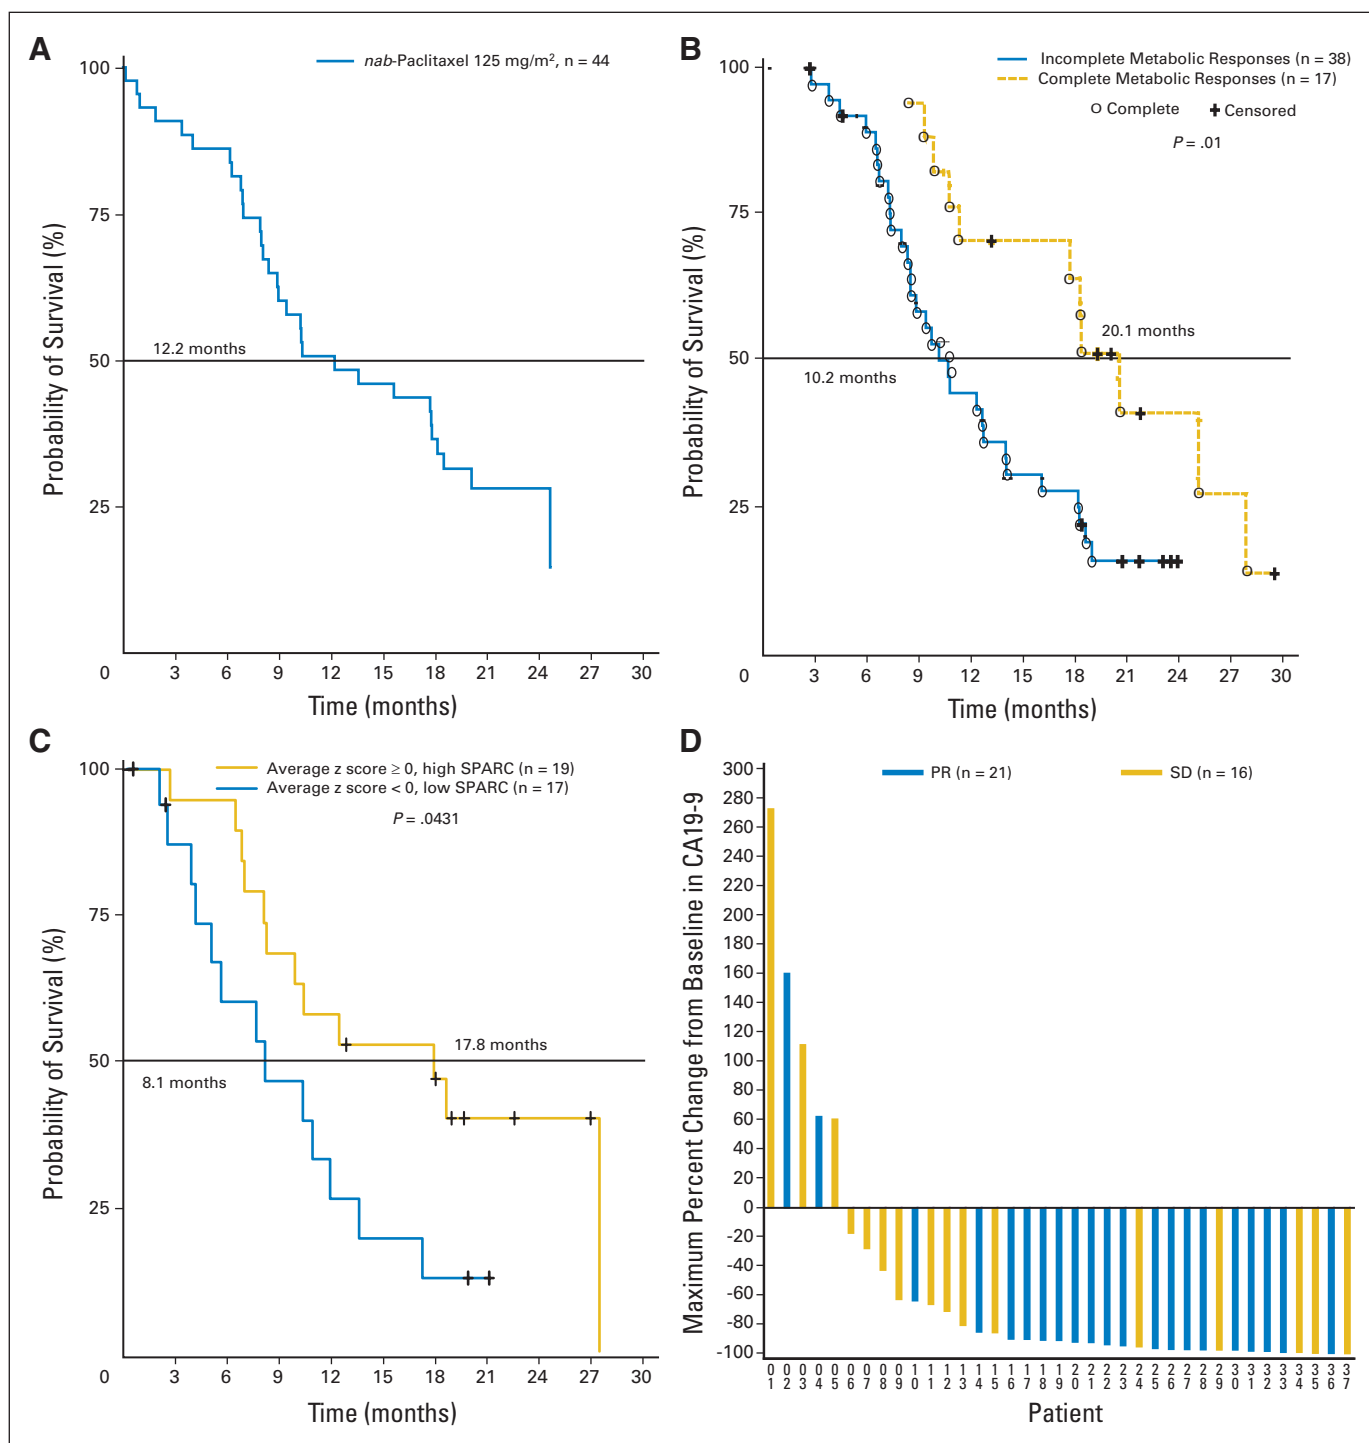 A
nab-Paclitaxel 125 mg/m², n = 44
Probability of Survival (%)
100
75
50
25
0
12.2 months
3 6 9 12 15 18 21 24 27 30
Time (months)
B
Incomplete Metabolic Responses (n = 38)
Complete Metabolic Responses (n = 17)
Complete
Censored
P = .01
Probability of Survival (%)
100
75
50
25
0
20.1 months
10.2 months
3 6 9 12 15 18 21 24 27 30
Time (months)
C
Average z score ≥ 0, high SPARC (n = 19)
Average z score < 0, low SPARC (n = 17)
P = .0431
Probability of Survival (%)
100
75
50
25
0
17.8 months
8.1 months
3 6 9 12 15 18 21 24 27 30
Time (months)
D
PR (n = 21)
SD (n = 16)
Maximum Percent Change from Baseline in CA19-9
300
280
260
240
220
200
180
160
140
120
100
80
60
40
20
0
-20
-40
-60
-80
-100
01 02 03 04 05 06 07 08 09 10 11 12 13 14 15 16 17 18 19 20 21 22 23 24 25 26 27 28 29 30 31 32 33 34 35 36 37
Patient